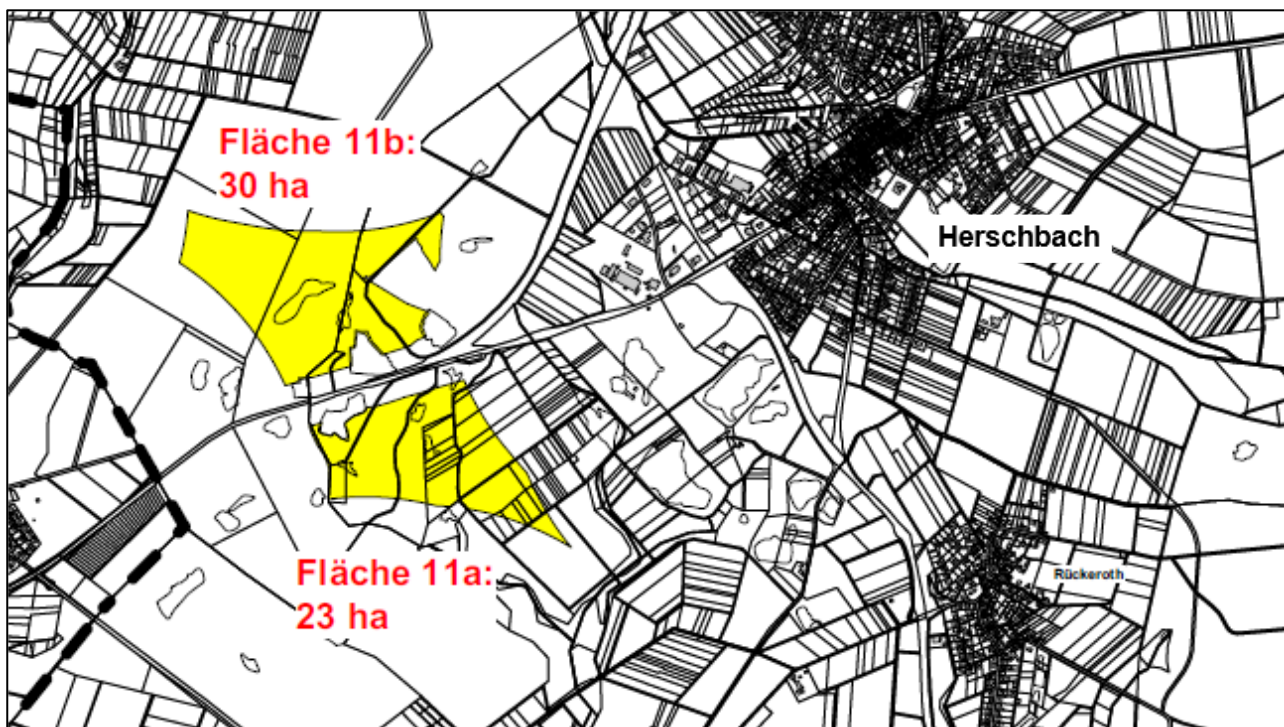 Fläche 11b:
30 ha
Herschbach
Fläche 11a:
23 ha
Rückeroth